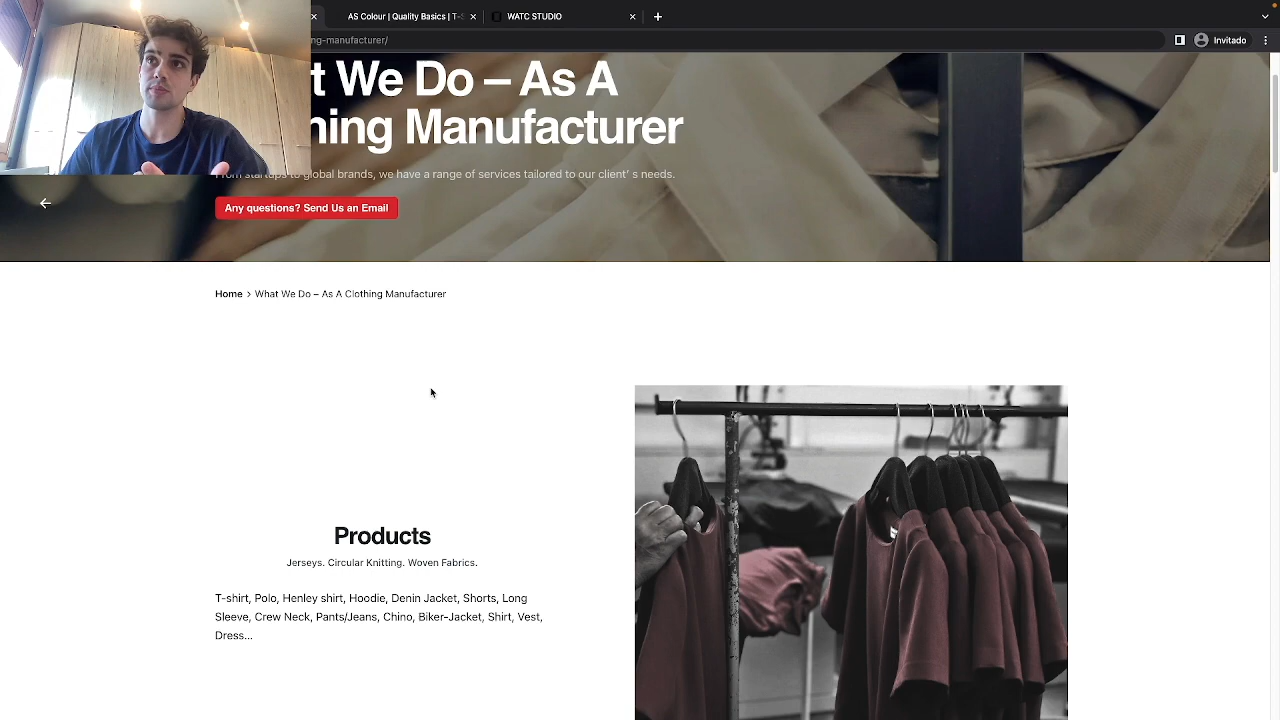 AS Colour | Quality Basics | T-S
WATC STUDIO
ng-manufacturer/
Invitado
t We Do – As A
hing Manufacturer
From startups to global brands, we have a range of services tailored to our client' s needs.
Any questions? Send Us an Email
Home > What We Do – As A Clothing Manufacturer
Products
Jerseys. Circular Knitting. Woven Fabrics.
T-shirt, Polo, Henley shirt, Hoodie, Denin Jacket, Shorts, Long
Sleeve, Crew Neck, Pants/Jeans, Chino, Biker-Jacket, Shirt, Vest,
Dress...